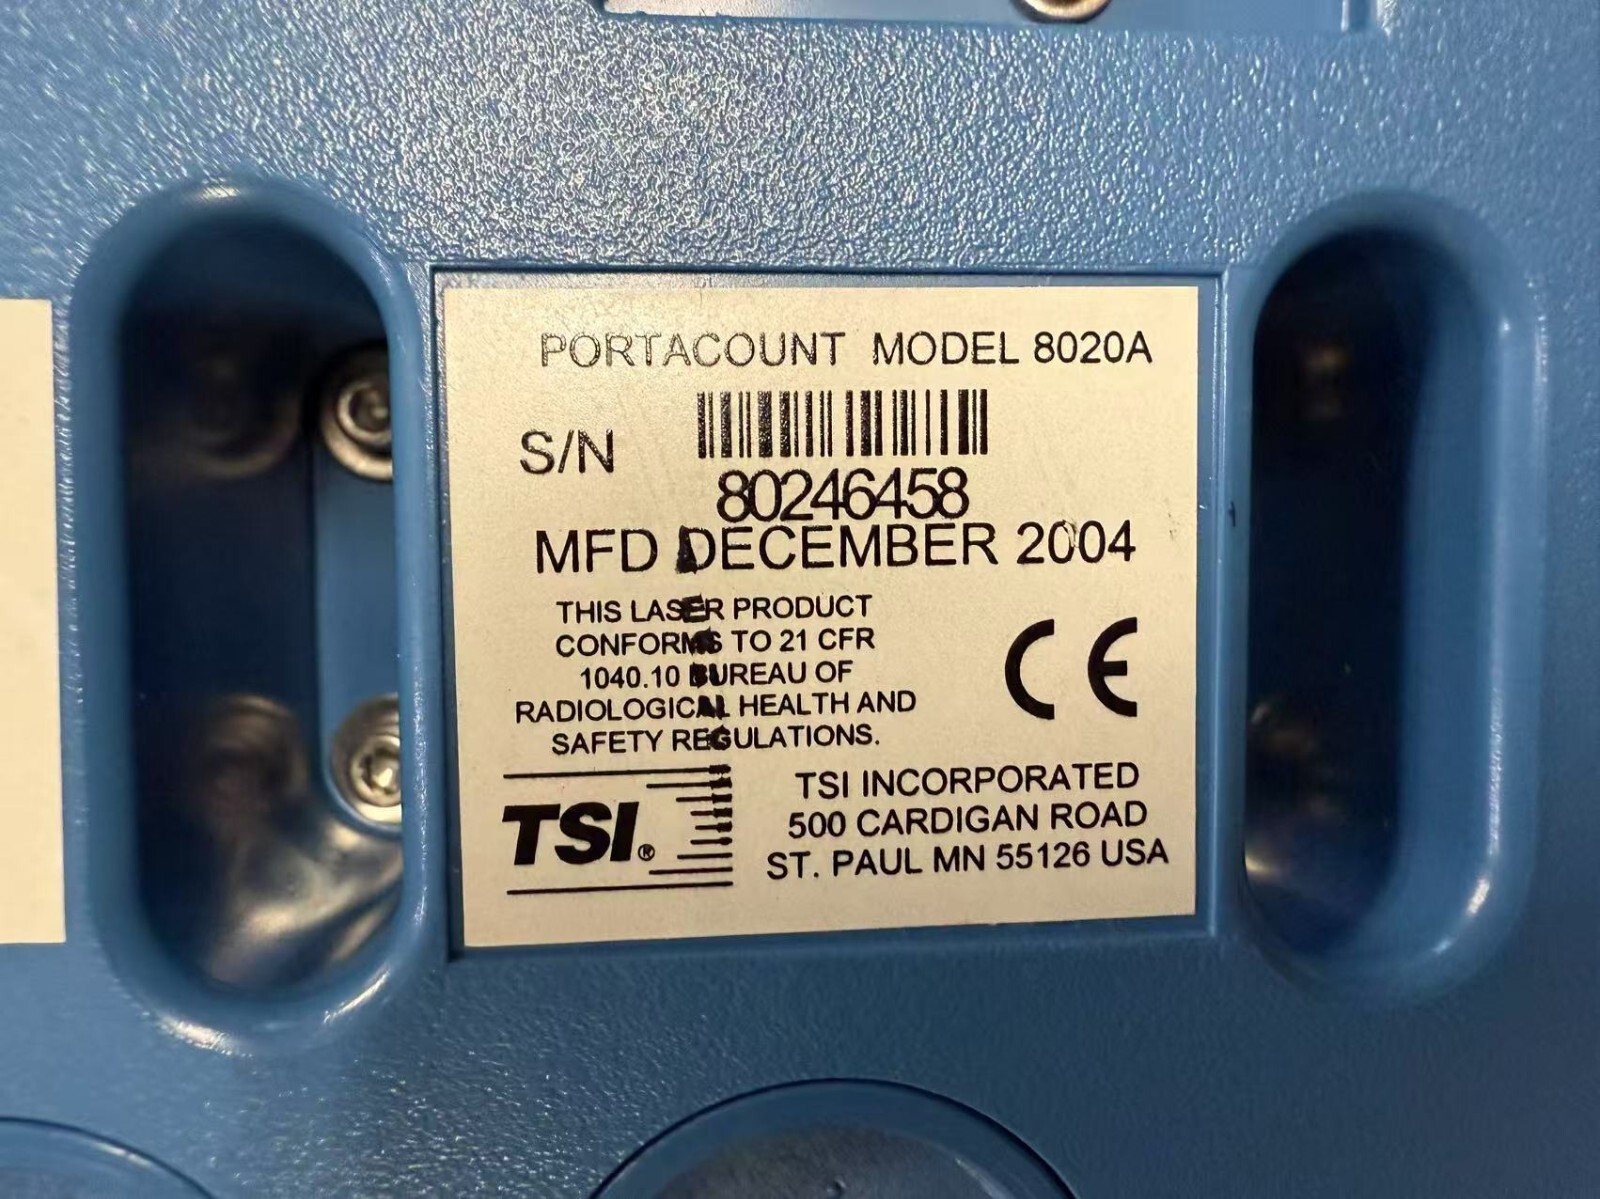 PORTACOUNT MODEL 8020A
S/N
80246458
MFD DECEMBER 2004
THIS LASER PRODUCT
CONFORMS TO 21 CFR
1040.10 BUREAU OF
RADIOLOGICAL HEALTH AND
SAFETY REGULATIONS.
CE
TSI®
TSI INCORPORATED
500 CARDIGAN ROAD
ST. PAUL MN 55126 USA